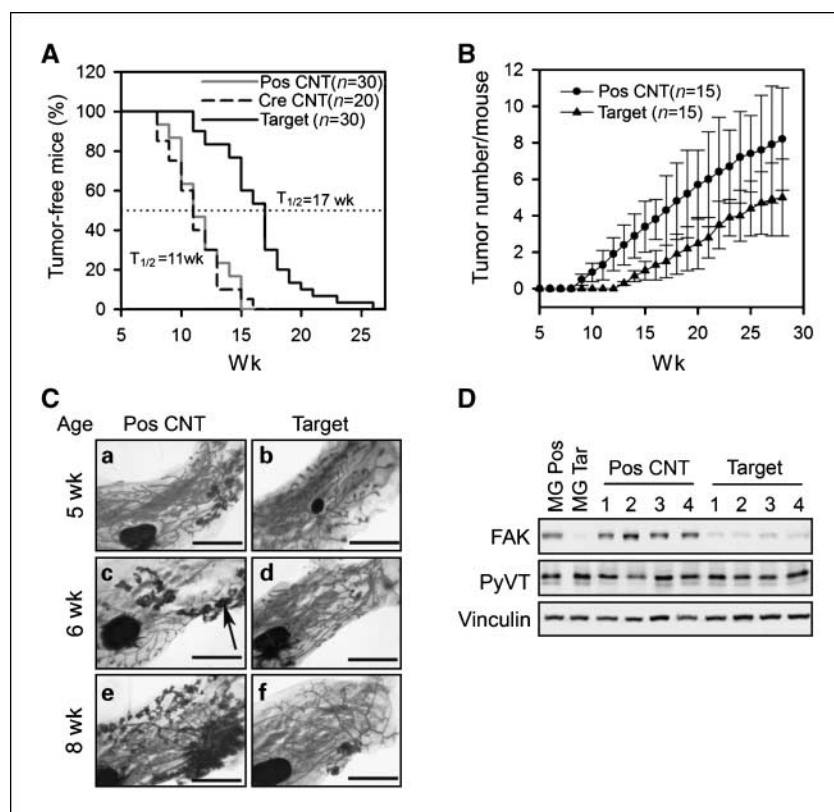 A
Tumor-free mice (%)
120
100
80
60
40
20
0
Pos CNT (n=30)
Cre CNT(n=20)
Target (n=30)
T1/2=17 wk
T1/2=11wk
5 10 15 20 25
Wk
B
Tumor number/mouse
12
10
8
6
4
2
0
Pos CNT(n=15)
Target (n=15)
5 10 15 20 25 30
Wk
C
Age Pos CNT Target
5 wk
a b
6 wk
c d
8 wk
e f
D
MG Pos
MG Tar
Pos CNT Target
1 2 3 4 1 2 3 4
FAK
PyVT
Vinculin